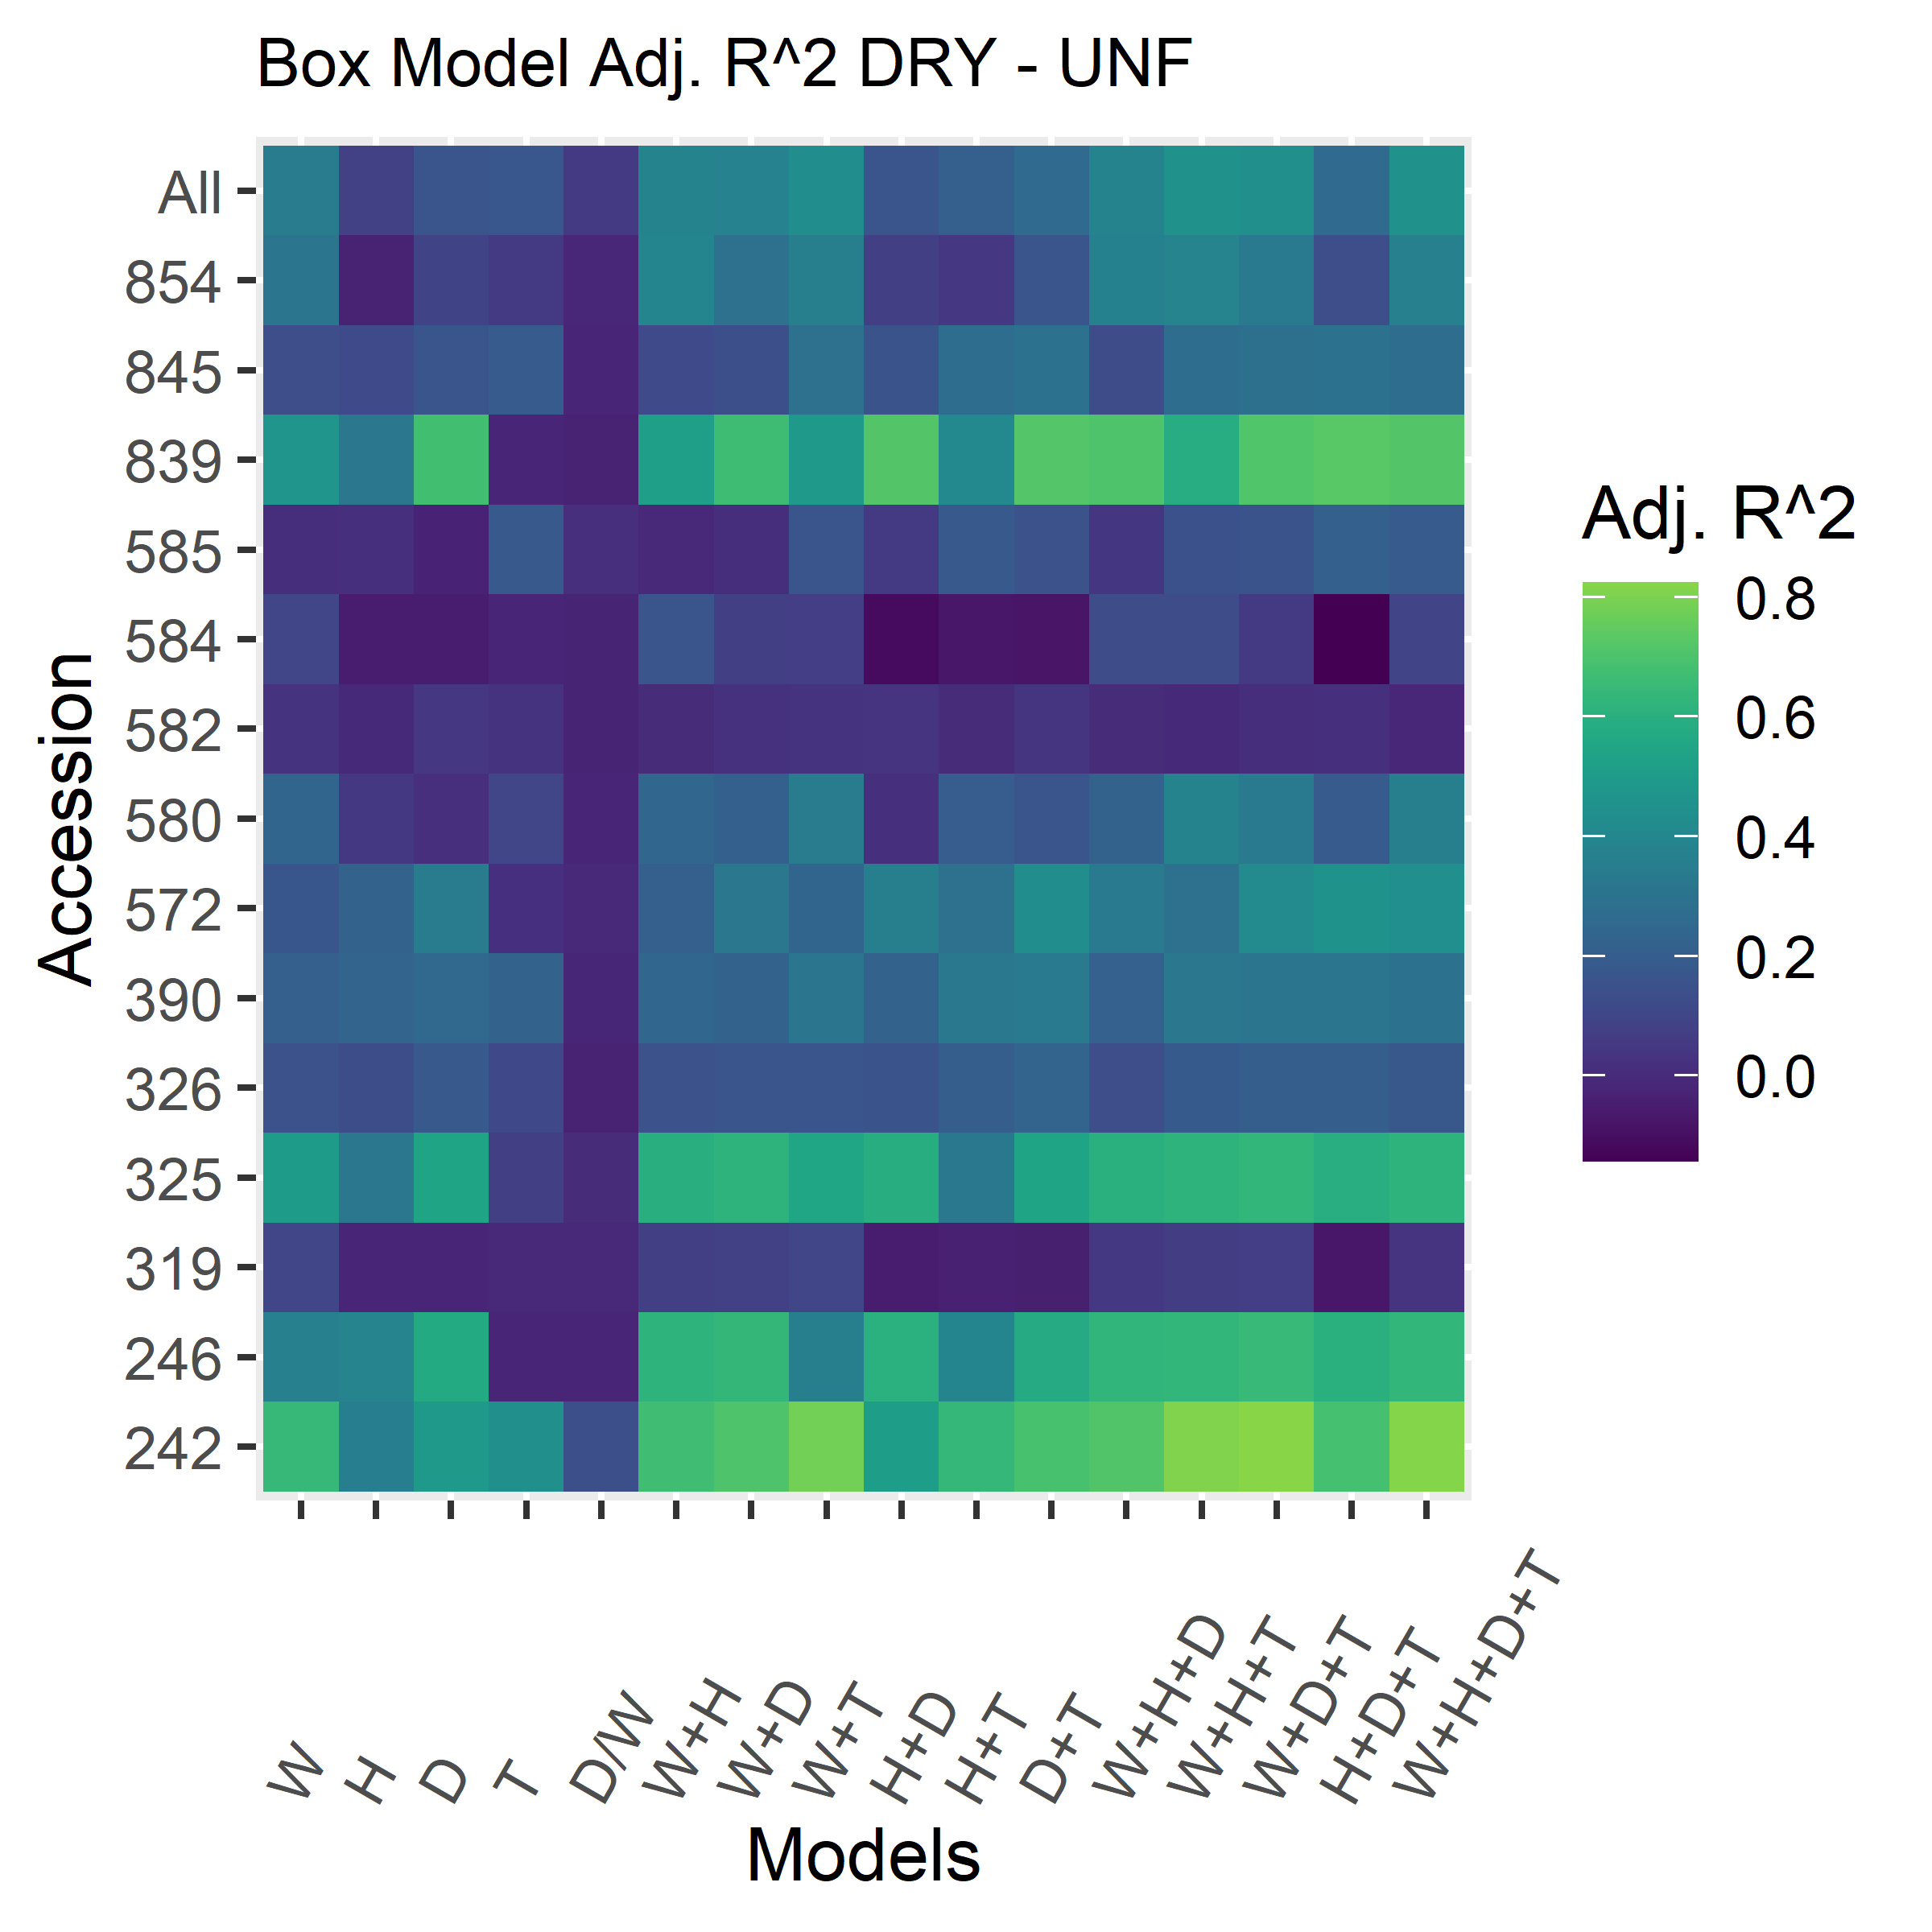 Box Model Adj. R^2 DRY - UNF
All
854
845
839
585
584
582
580
572
390
326
325
319
246
242
Accession
W
H
D
T
D/W
W+H
W+D
W+T
H+D
H+T
D+T
W+H+D
W+H+T
W+D+T
H+D+T
W+H+D+T
Models
Adj. R^2
0.8
0.6
0.4
0.2
0.0